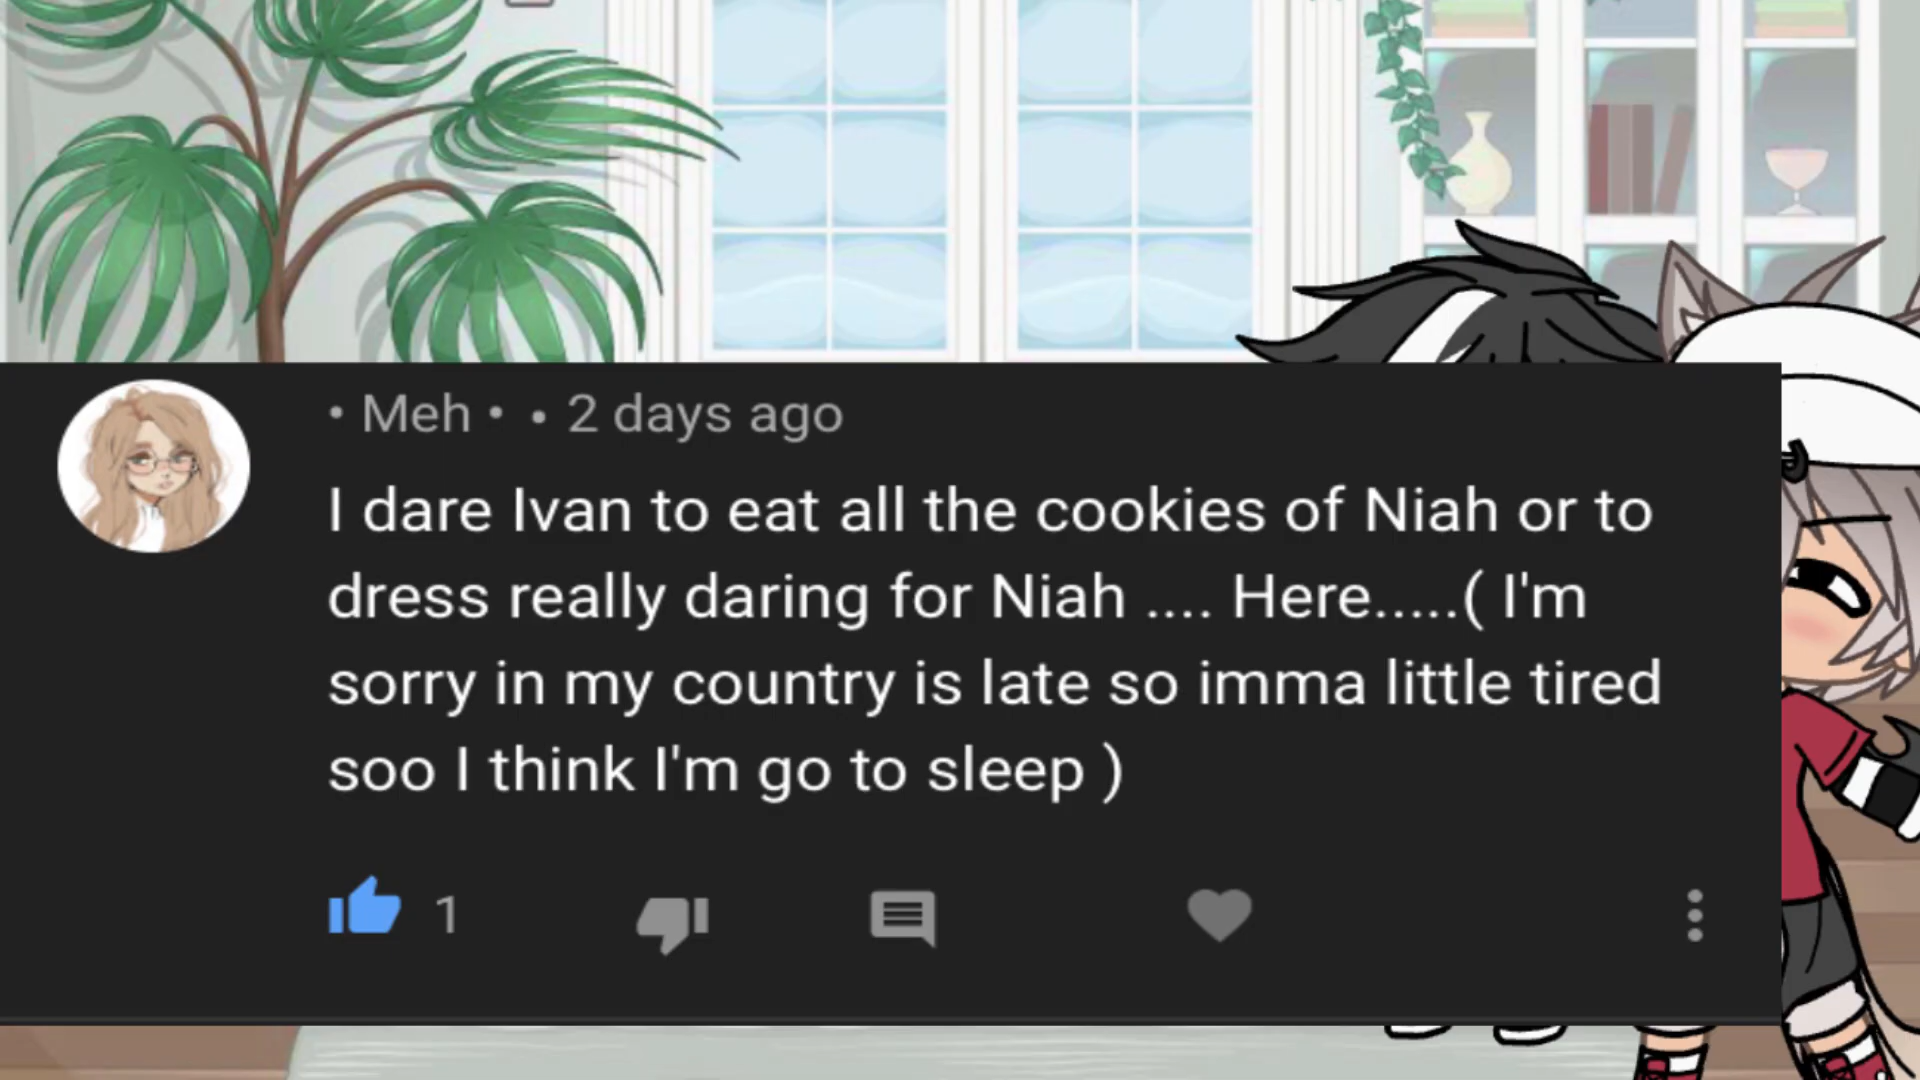 • Meh • • 2 days ago
I dare Ivan to eat all the cookies of Niah or to
dress really daring for Niah .... Here.....( I'm
sorry in my country is late so imma little tired
soo I think I'm go to sleep )
1